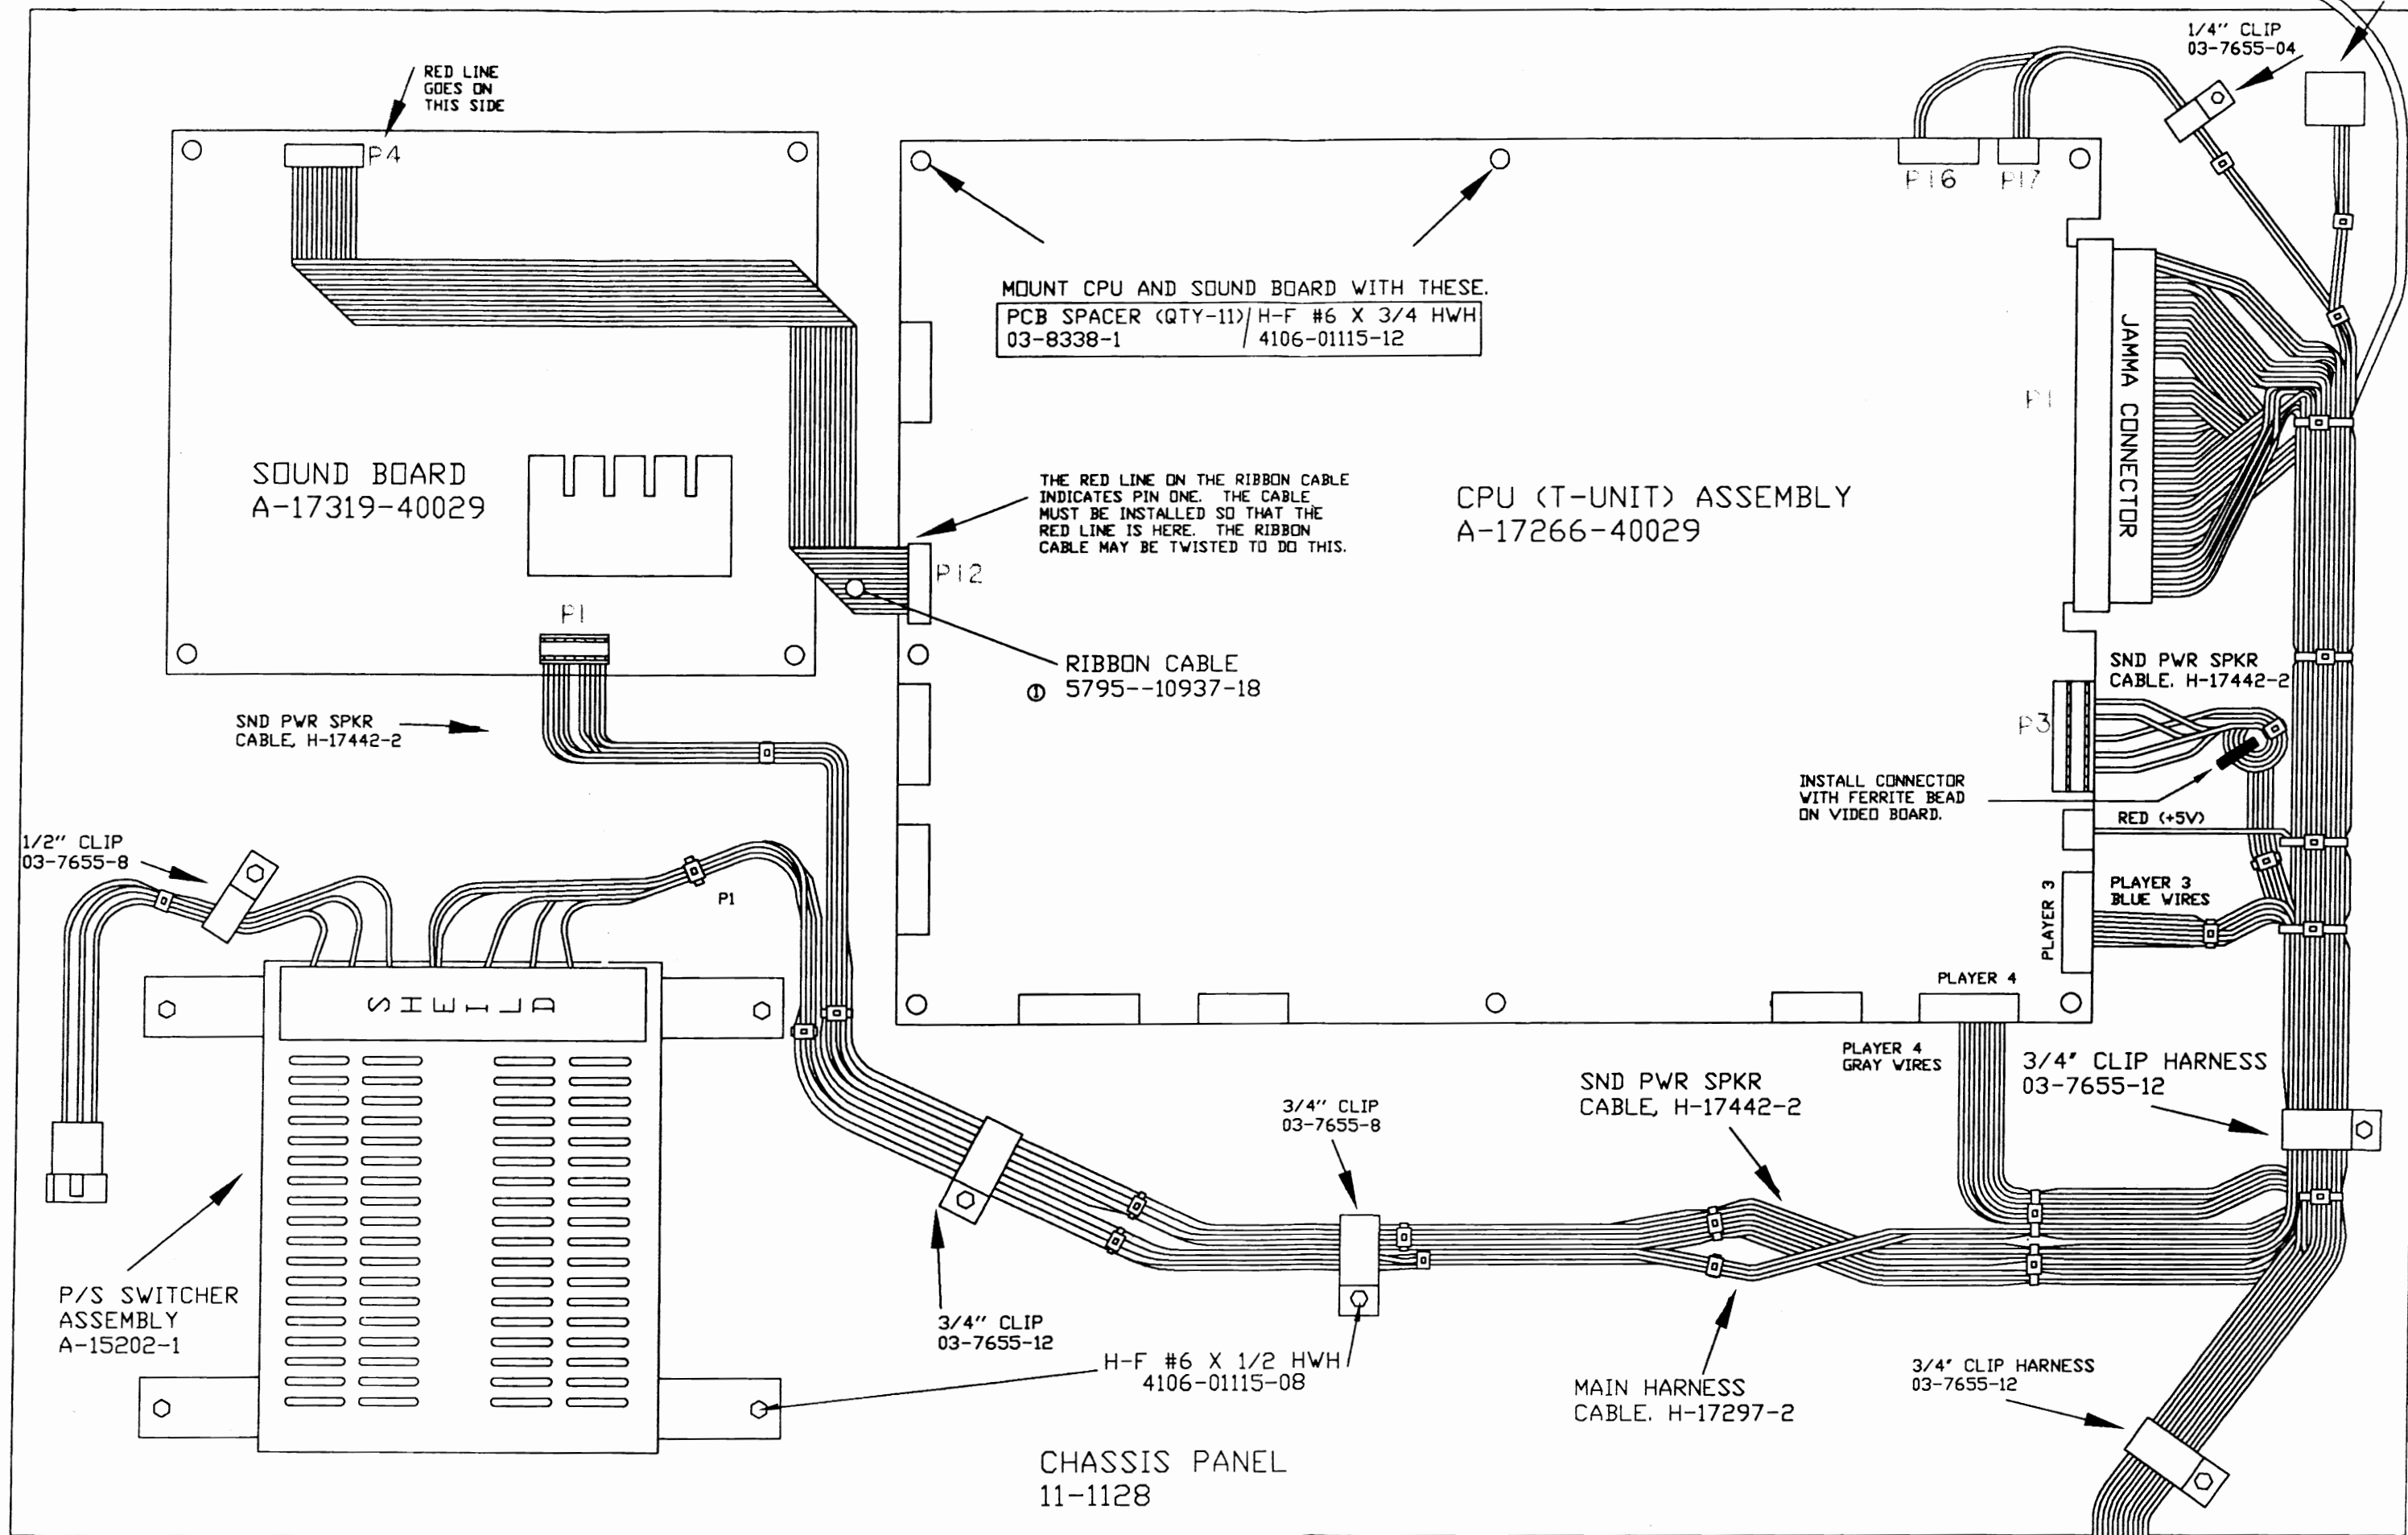 1/4" CLIP
03-7655-04
RED LINE
GOES ON
THIS SIDE
P4
P16
P17
MOUNT CPU AND SOUND BOARD WITH THESE.
PCB SPACER (QTY-11)/ H-F #6 X 3/4 HWH
03-8338-1 / 4106-01115-12
JAMMA CONNECTOR
P1
SOUND BOARD
A-17319-40029
THE RED LINE ON THE RIBBON CABLE
INDICATES PIN ONE. THE CABLE
MUST BE INSTALLED SO THAT THE
RED LINE IS HERE. THE RIBBON
CABLE MAY BE TWISTED TO DO THIS.
CPU (T-UNIT) ASSEMBLY
A-17266-40029
P12
P1
RIBBON CABLE
① 5795--10937-18
SND PWR SPKR
CABLE, H-17442-2
SND PWR SPKR
CABLE. H-17442-2
P3
INSTALL CONNECTOR
WITH FERRITE BEAD
ON VIDEO BOARD.
RED (+5V)
1/2" CLIP
03-7655-8
P1
PLAYER 3
PLAYER 3
BLUE WIRES
PLAYER 4
SHEILD
PLAYER 4
GRAY WIRES
3/4" CLIP HARNESS
03-7655-12
SND PWR SPKR
CABLE, H-17442-2
3/4" CLIP
03-7655-8
P/S SWITCHER
ASSEMBLY
A-15202-1
3/4" CLIP
03-7655-12
H-F #6 X 1/2 HWH
4106-01115-08
MAIN HARNESS
CABLE. H-17297-2
3/4" CLIP HARNESS
03-7655-12
CHASSIS PANEL
11-1128